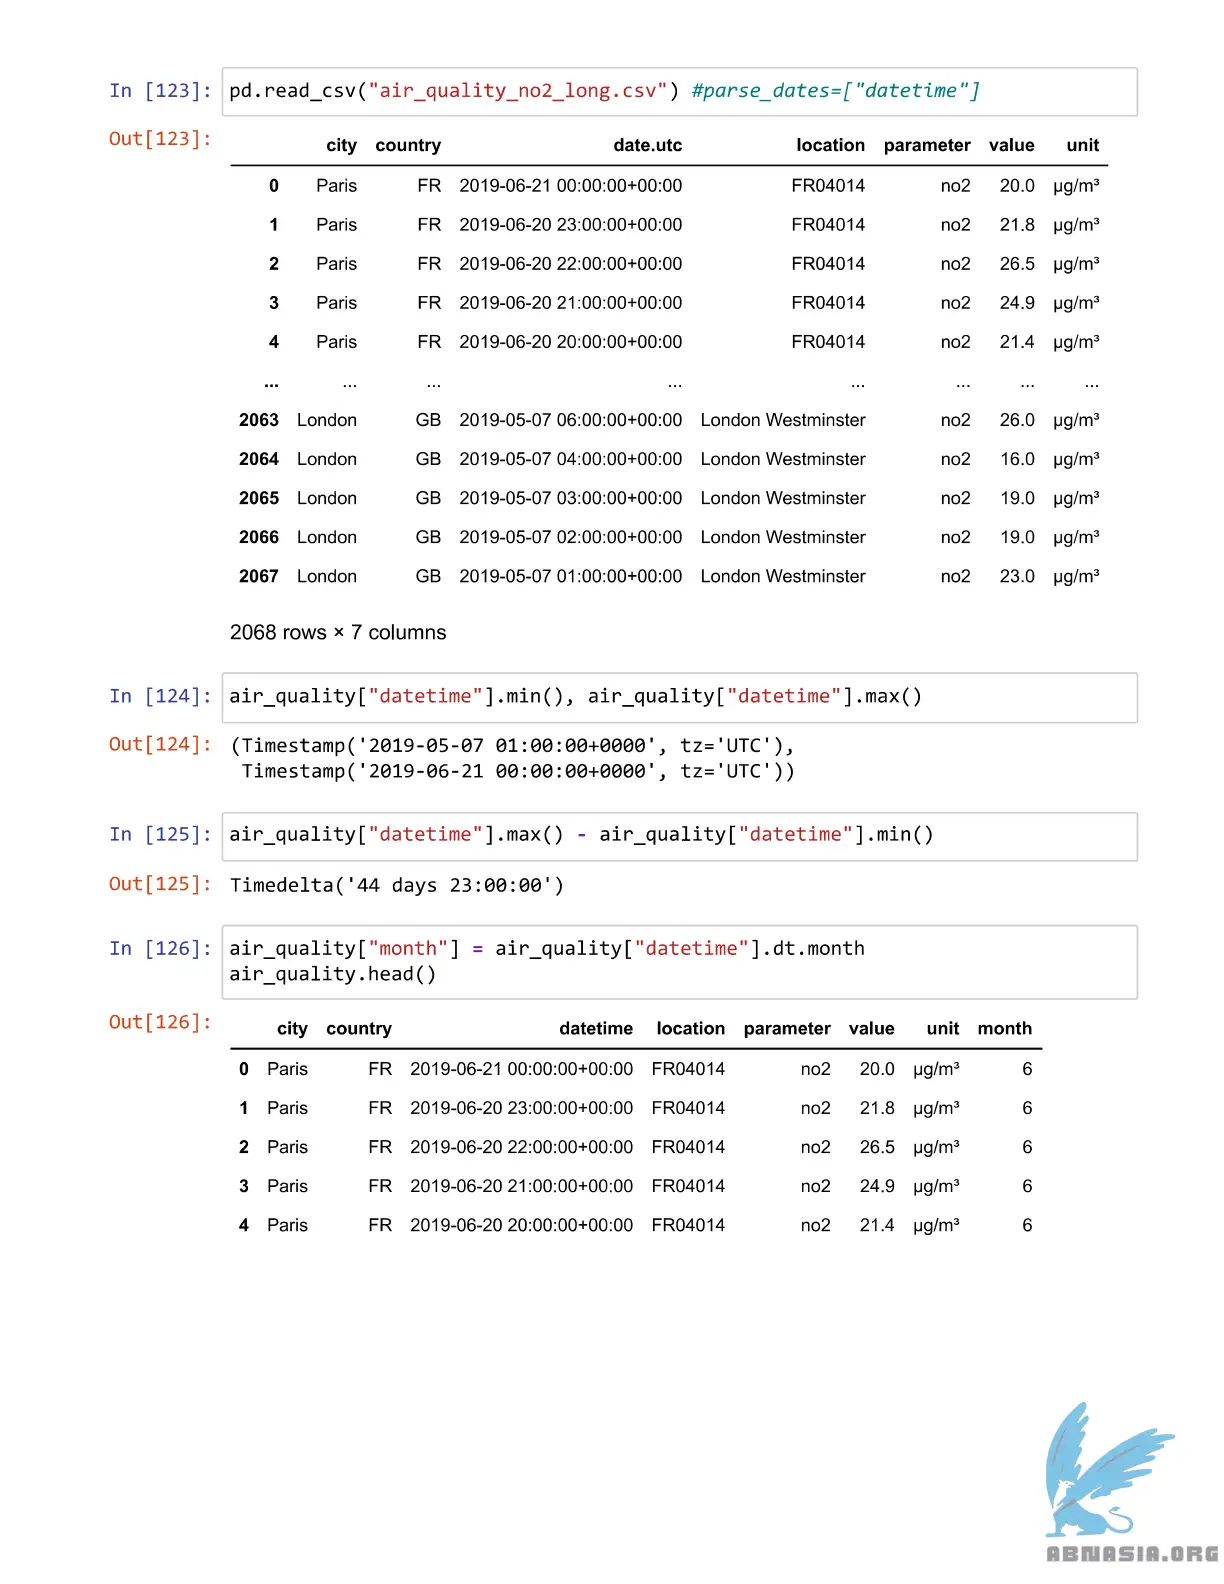 In [123]: pd.read_csv("air_quality_no2_long.csv") #parse_dates=["datetime"]
Out[123]:
city country date.utc location parameter value unit
0 Paris FR 2019-06-21 00:00:00+00:00 FR04014 no2 20.0 µg/m³
1 Paris FR 2019-06-20 23:00:00+00:00 FR04014 no2 21.8 µg/m³
2 Paris FR 2019-06-20 22:00:00+00:00 FR04014 no2 26.5 µg/m³
3 Paris FR 2019-06-20 21:00:00+00:00 FR04014 no2 24.9 µg/m³
4 Paris FR 2019-06-20 20:00:00+00:00 FR04014 no2 21.4 µg/m³
... ... ... ... ... ... ... ...
2063 London GB 2019-05-07 06:00:00+00:00 London Westminster no2 26.0 µg/m³
2064 London GB 2019-05-07 04:00:00+00:00 London Westminster no2 16.0 µg/m³
2065 London GB 2019-05-07 03:00:00+00:00 London Westminster no2 19.0 µg/m³
2066 London GB 2019-05-07 02:00:00+00:00 London Westminster no2 19.0 µg/m³
2067 London GB 2019-05-07 01:00:00+00:00 London Westminster no2 23.0 µg/m³
2068 rows × 7 columns
In [124]: air_quality["datetime"].min(), air_quality["datetime"].max()
Out[124]: (Timestamp('2019-05-07 01:00:00+0000', tz='UTC'),
Timestamp('2019-06-21 00:00:00+0000', tz='UTC'))
In [125]: air_quality["datetime"].max() - air_quality["datetime"].min()
Out[125]: Timedelta('44 days 23:00:00')
In [126]: air_quality["month"] = air_quality["datetime"].dt.month
air_quality.head()
Out[126]:
city country datetime location parameter value unit month
0 Paris FR 2019-06-21 00:00:00+00:00 FR04014 no2 20.0 µg/m³ 6
1 Paris FR 2019-06-20 23:00:00+00:00 FR04014 no2 21.8 µg/m³ 6
2 Paris FR 2019-06-20 22:00:00+00:00 FR04014 no2 26.5 µg/m³ 6
3 Paris FR 2019-06-20 21:00:00+00:00 FR04014 no2 24.9 µg/m³ 6
4 Paris FR 2019-06-20 20:00:00+00:00 FR04014 no2 21.4 µg/m³ 6
ABNASIA.ORG